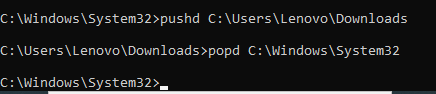 C:\Windows\System32>pushd C:\Users\Lenovo\Downloads
C:\Users\Lenovo\Downloads>popd C:\Windows\System32
C:\Windows\System32>